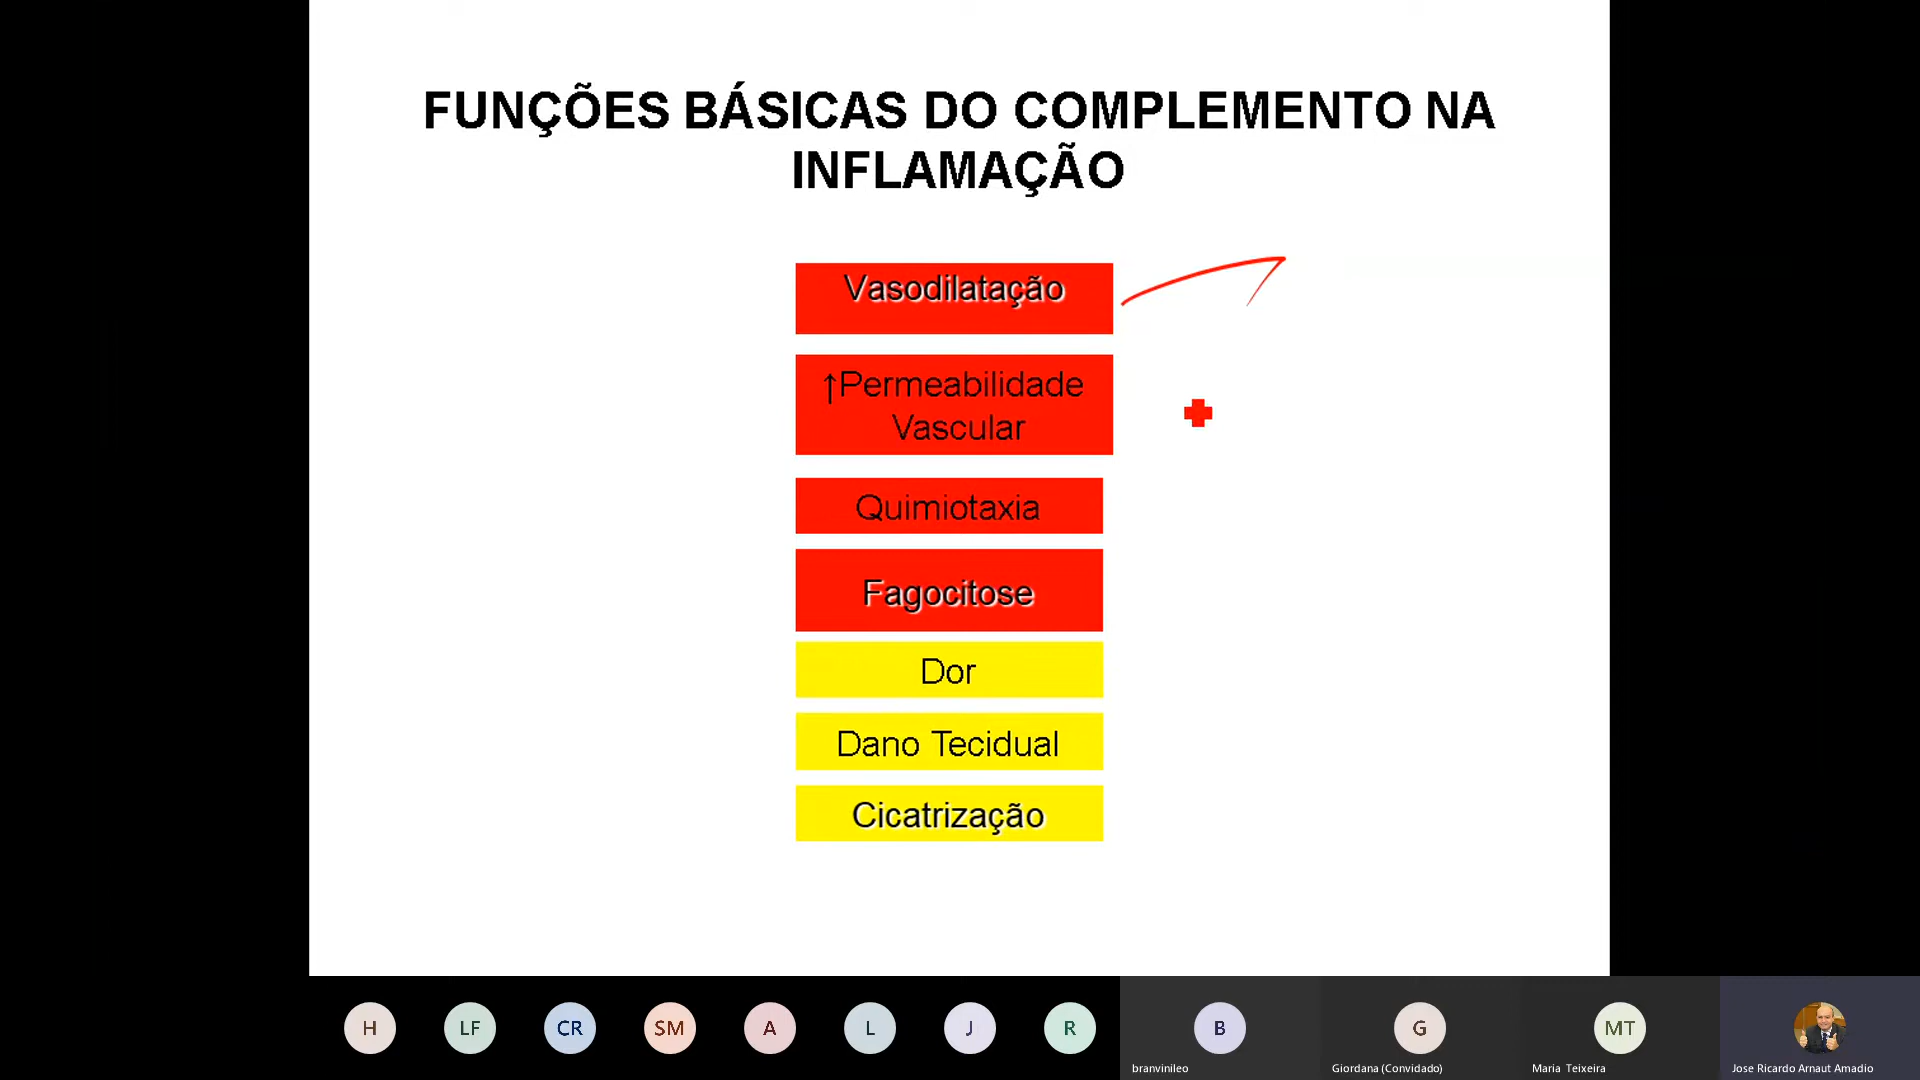 FUNÇÕES BÁSICAS DO COMPLEMENTO NA
INFLAMAÇÃO
Vasodilatação
↑Permeabilidade
Vascular
Quimiotaxia
Fagocitose
Dor
Dano Tecidual
Cicatrização
H
LF
CR
SM
A
L
J
R
B
G
MT
branvinileo
Giordana (Convidado)
Maria Teixeira
Jose Ricardo Arnaut Amadio